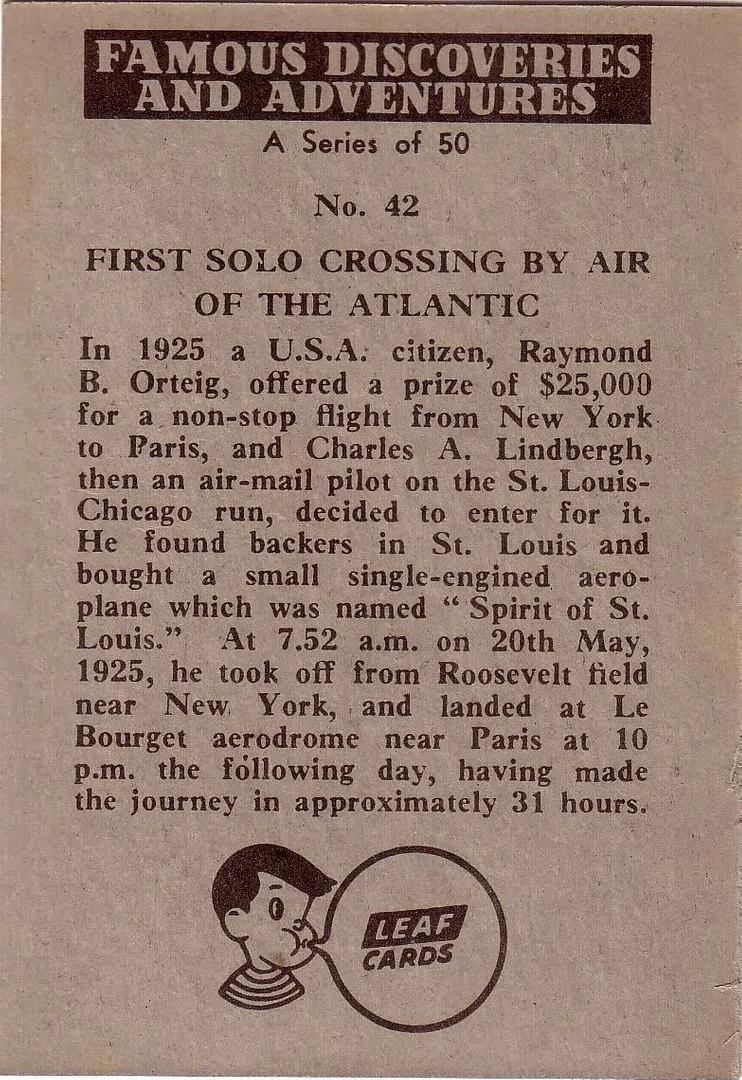 FAMOUS DISCOVERIES
AND ADVENTURES
A Series of 50
No. 42
FIRST SOLO CROSSING BY AIR
OF THE ATLANTIC
In 1925 a U.S.A. citizen, Raymond
B. Orteig, offered a prize of $25,000
for a non-stop flight from New York
to Paris, and Charles A. Lindbergh,
then an air-mail pilot on the St. Louis-
Chicago run, decided to enter for it.
He found backers in St. Louis and
bought a small single-engined aero-
plane which was named “ Spirit of St.
Louis.” At 7.52 a.m. on 20th May,
1925, he took off from Roosevelt field
near New York, and landed at Le
Bourget aerodrome near Paris at 10
p.m. the following day, having made
the journey in approximately 31 hours.
LEAF
CARDS